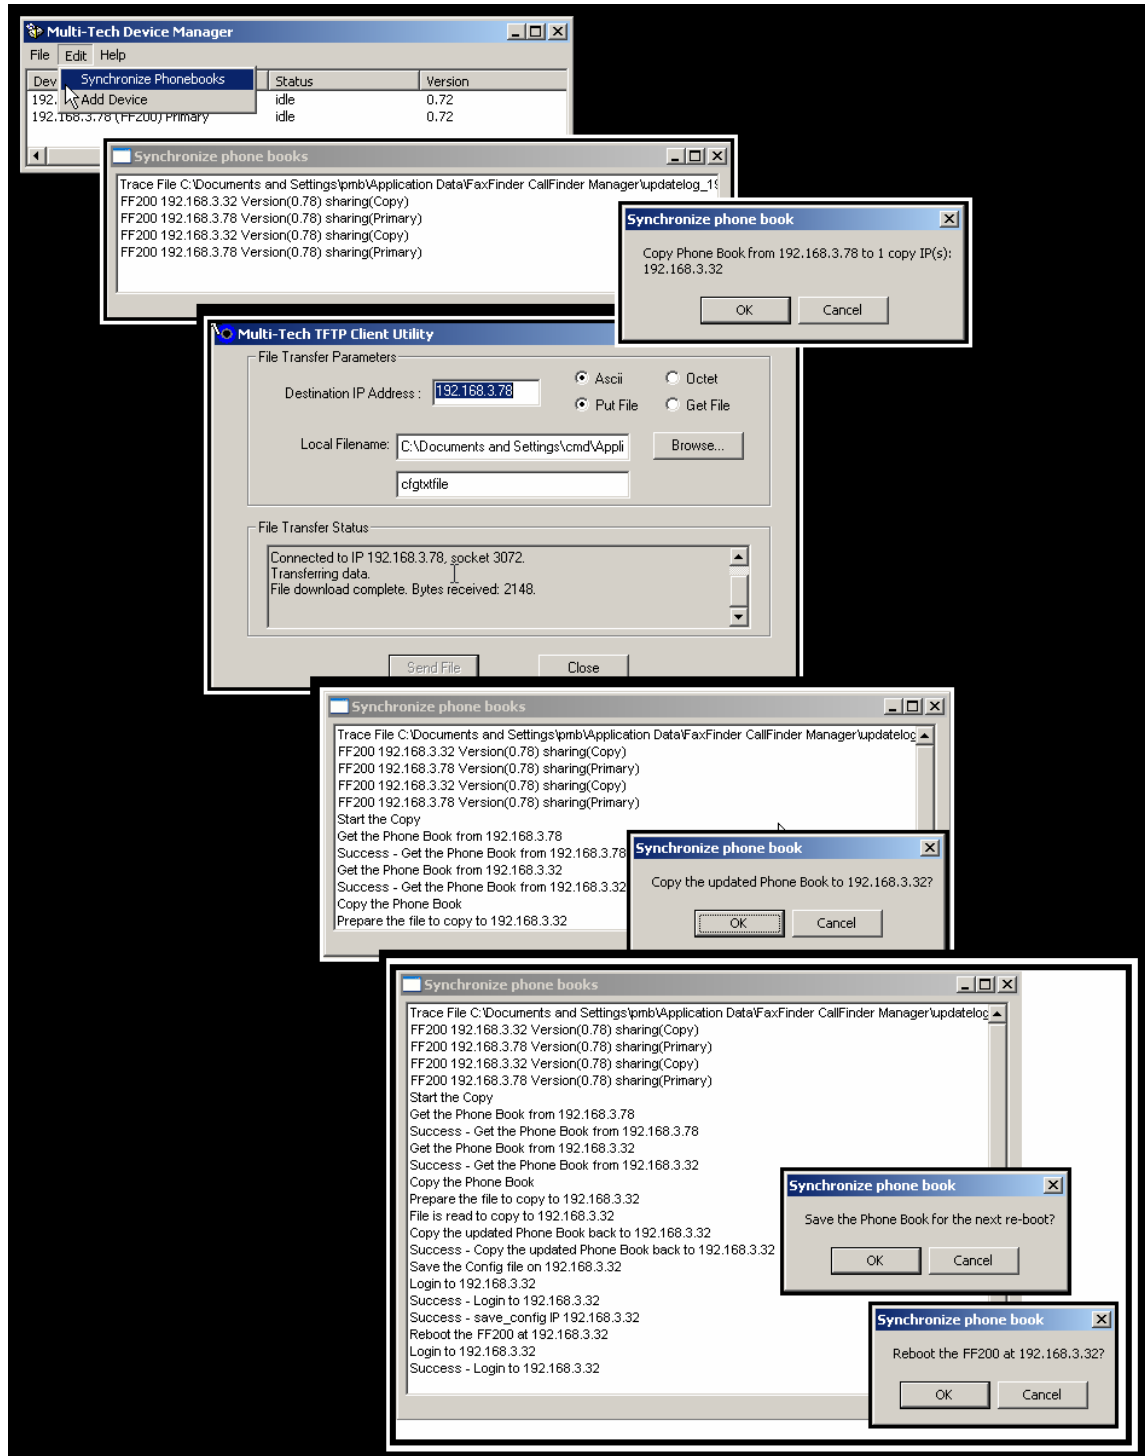 Multi-Tech Device Manager
File Edit Help
Dev Status Version
Synchronize Phonebooks
192. idle 0.72
Add Device
192.168.3.78 (FF200) Primary idle 0.72
Synchronize phone books
Trace File C:\Documents and Settings\pmb\Application Data\FaxFinder CallFinder Manager\updatelog_19
FF200 192.168.3.32 Version(0.78) sharing(Copy)
FF200 192.168.3.78 Version(0.78) sharing(Primary)
FF200 192.168.3.32 Version(0.78) sharing(Copy)
FF200 192.168.3.78 Version(0.78) sharing(Primary)
Synchronize phone book
Copy Phone Book from 192.168.3.78 to 1 copy IP(s):
192.168.3.32
OK Cancel
Multi-Tech TFTP Client Utility
File Transfer Parameters
Destination IP Address : 192.168.3.78
Ascii Octet
Put File Get File
Local Filename: C:\Documents and Settings\cmd\Appli Browse...
cfgtxtfile
File Transfer Status
Connected to IP 192.168.3.78, socket 3072.
Transferring data.
File download complete. Bytes received: 2148.
Send File Close
Synchronize phone books
Trace File C:\Documents and Settings\pmb\Application Data\FaxFinder CallFinder Manager\updatelog
FF200 192.168.3.32 Version(0.78) sharing(Copy)
FF200 192.168.3.78 Version(0.78) sharing(Primary)
FF200 192.168.3.32 Version(0.78) sharing(Copy)
FF200 192.168.3.78 Version(0.78) sharing(Primary)
Start the Copy
Get the Phone Book from 192.168.3.78
Success - Get the Phone Book from 192.168.3.78
Get the Phone Book from 192.168.3.32
Success - Get the Phone Book from 192.168.3.32
Copy the Phone Book
Prepare the file to copy to 192.168.3.32
Synchronize phone book
Copy the updated Phone Book to 192.168.3.32?
OK Cancel
Synchronize phone books
Trace File C:\Documents and Settings\pmb\Application Data\FaxFinder CallFinder Manager\updatelog
FF200 192.168.3.32 Version(0.78) sharing(Copy)
FF200 192.168.3.78 Version(0.78) sharing(Primary)
FF200 192.168.3.32 Version(0.78) sharing(Copy)
FF200 192.168.3.78 Version(0.78) sharing(Primary)
Start the Copy
Get the Phone Book from 192.168.3.78
Success - Get the Phone Book from 192.168.3.78
Get the Phone Book from 192.168.3.32
Success - Get the Phone Book from 192.168.3.32
Copy the Phone Book
Prepare the file to copy to 192.168.3.32
File is read to copy to 192.168.3.32
Copy the updated Phone Book back to 192.168.3.32
Success - Copy the updated Phone Book back to 192.168.3.32
Save the Config file on 192.168.3.32
Login to 192.168.3.32
Success - Login to 192.168.3.32
Success - save_config IP 192.168.3.32
Reboot the FF200 at 192.168.3.32
Login to 192.168.3.32
Success - Login to 192.168.3.32
Synchronize phone book
Save the Phone Book for the next re-boot?
OK Cancel
Synchronize phone book
Reboot the FF200 at 192.168.3.32?
OK Cancel